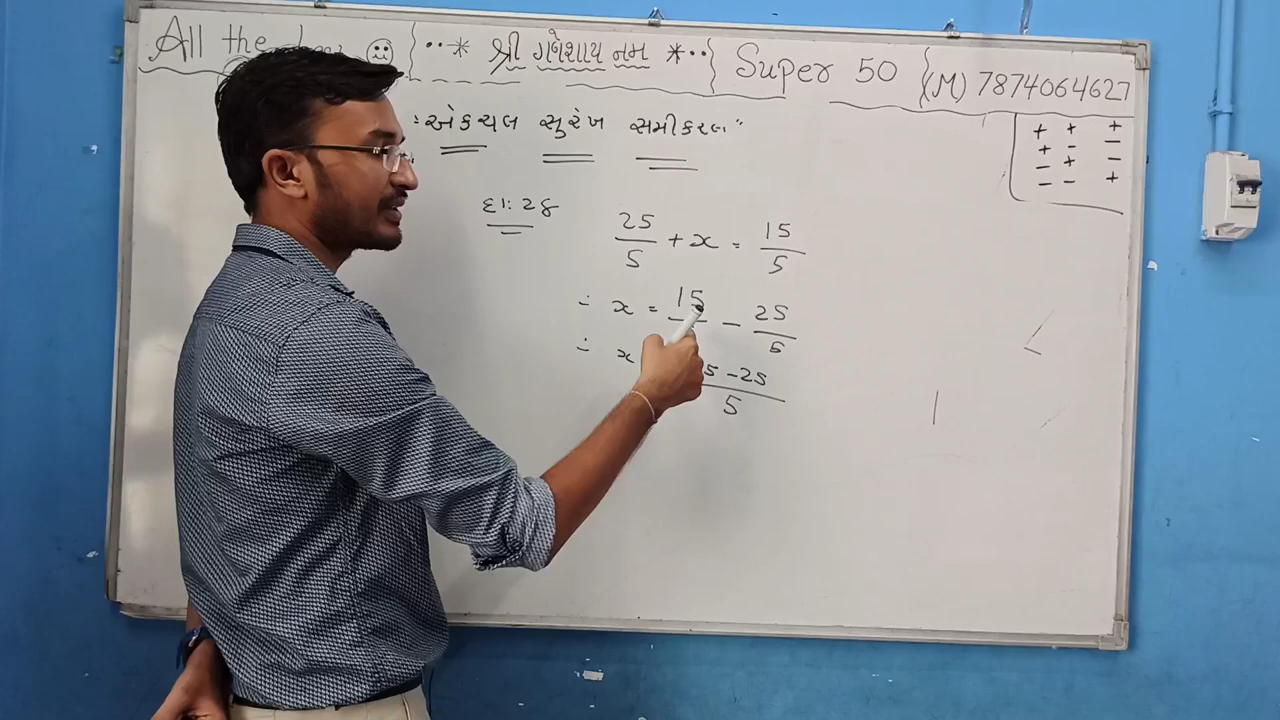 All the ☺ ··* શ્રી ગણેશાય નમ *·· Super 50 (M) 7874064627
"એકચલ સુરેખ સમીકરણ"
+ + +
+ - -
- + -
- - +
દા: 28
25/5 + x = 15/5
∴ x = 15 - 25/5
∴ x 5 - 25/5